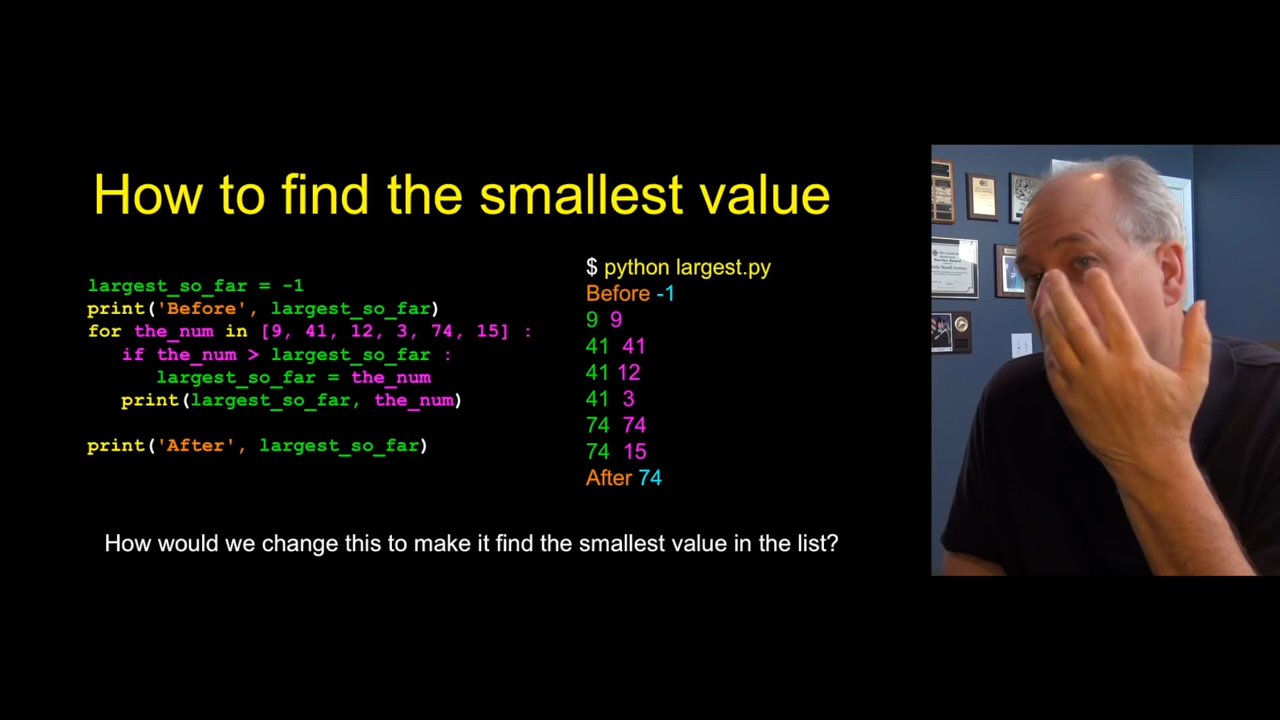 How to find the smallest value
largest_so_far = -1
print('Before', largest_so_far)
for the_num in [9, 41, 12, 3, 74, 15] :
   if the_num > largest_so_far :
      largest_so_far = the_num
   print(largest_so_far, the_num)
print('After', largest_so_far)
$ python largest.py
Before -1
9 9
41 41
41 12
41 3
74 74
74 15
After 74
How would we change this to make it find the smallest value in the list?